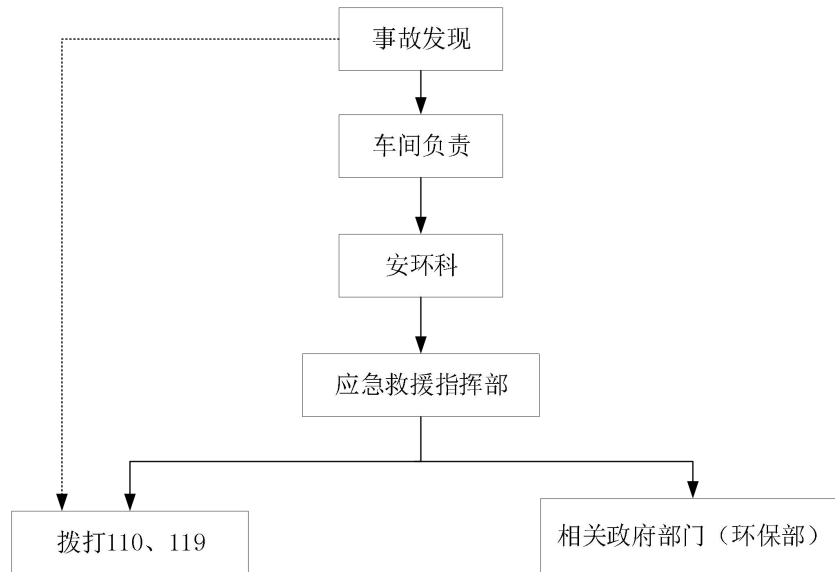 事故发现
车间负责
安环科
应急救援指挥部
拨打110、119
相关政府部门（环保部）